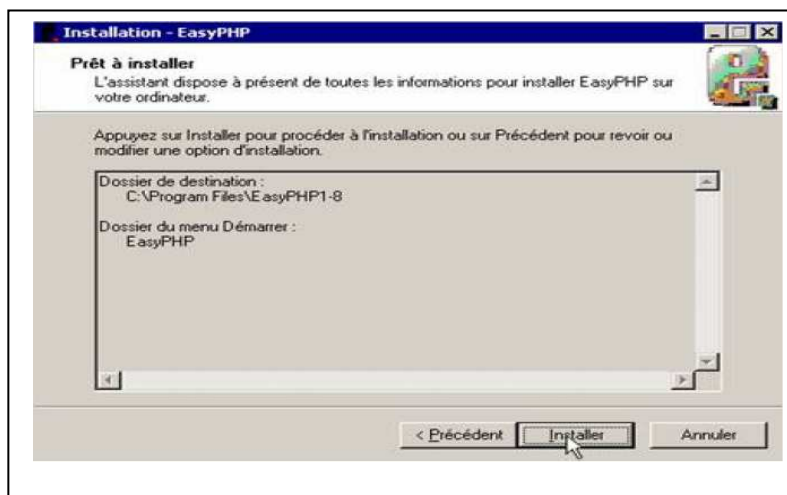 Installation - EasyPHP
Prêt à installer
L'assistant dispose à présent de toutes les informations pour installer EasyPHP sur
votre ordinateur.
Appuyez sur Installer pour procéder à l'installation ou sur Précédent pour revoir ou
modifier une option d'installation.
Dossier de destination :
C:\Program Files\EasyPHP1-8
Dossier du menu Démarrer :
EasyPHP
< Précédent
Installer
Annuler